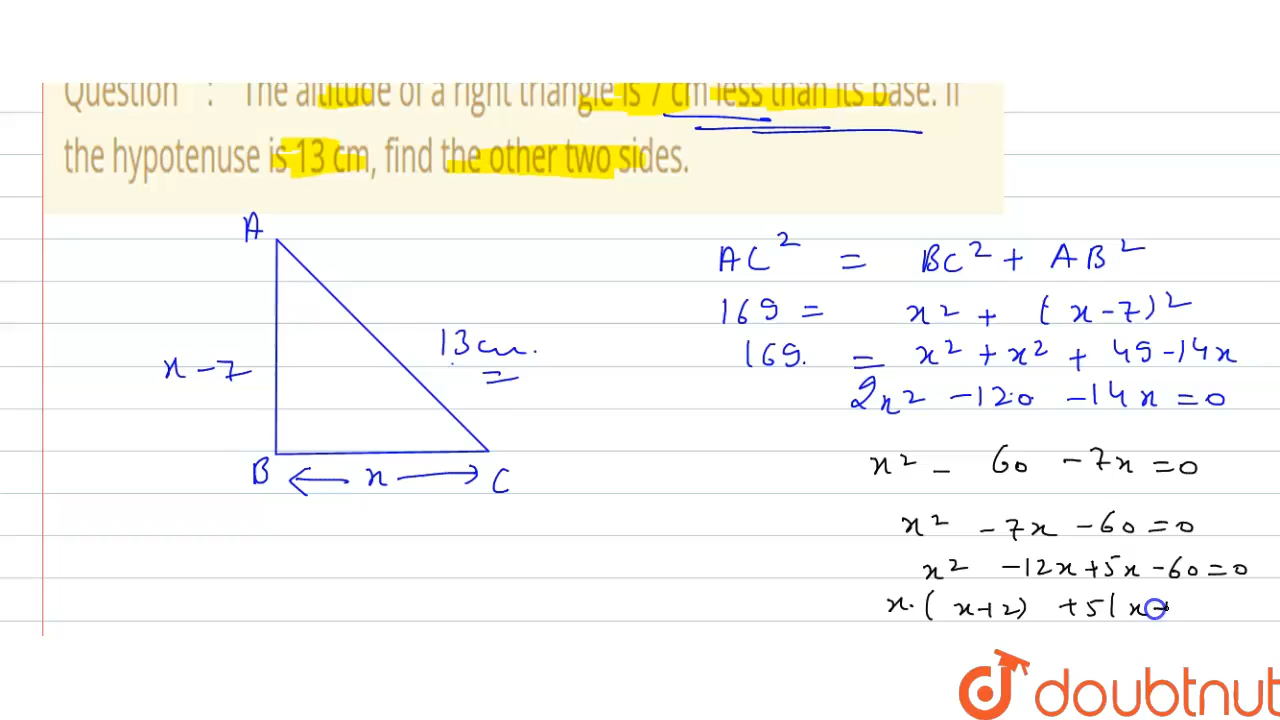 Question : The altitude of a right triangle is 7 cm less than its base. If
the hypotenuse is 13 cm, find the other two sides.
A
AC² = BC² + AB²
169 = x² + (x-7)²
13 cm.
169. = x² + x² + 49-14x
x-7
2x² -120 -14x = 0
x² - 60 -7x = 0
B x C
x² -7x -60 = 0
x² -12x+5x-60=0
x. (x-12) +5(x-
doubtnut